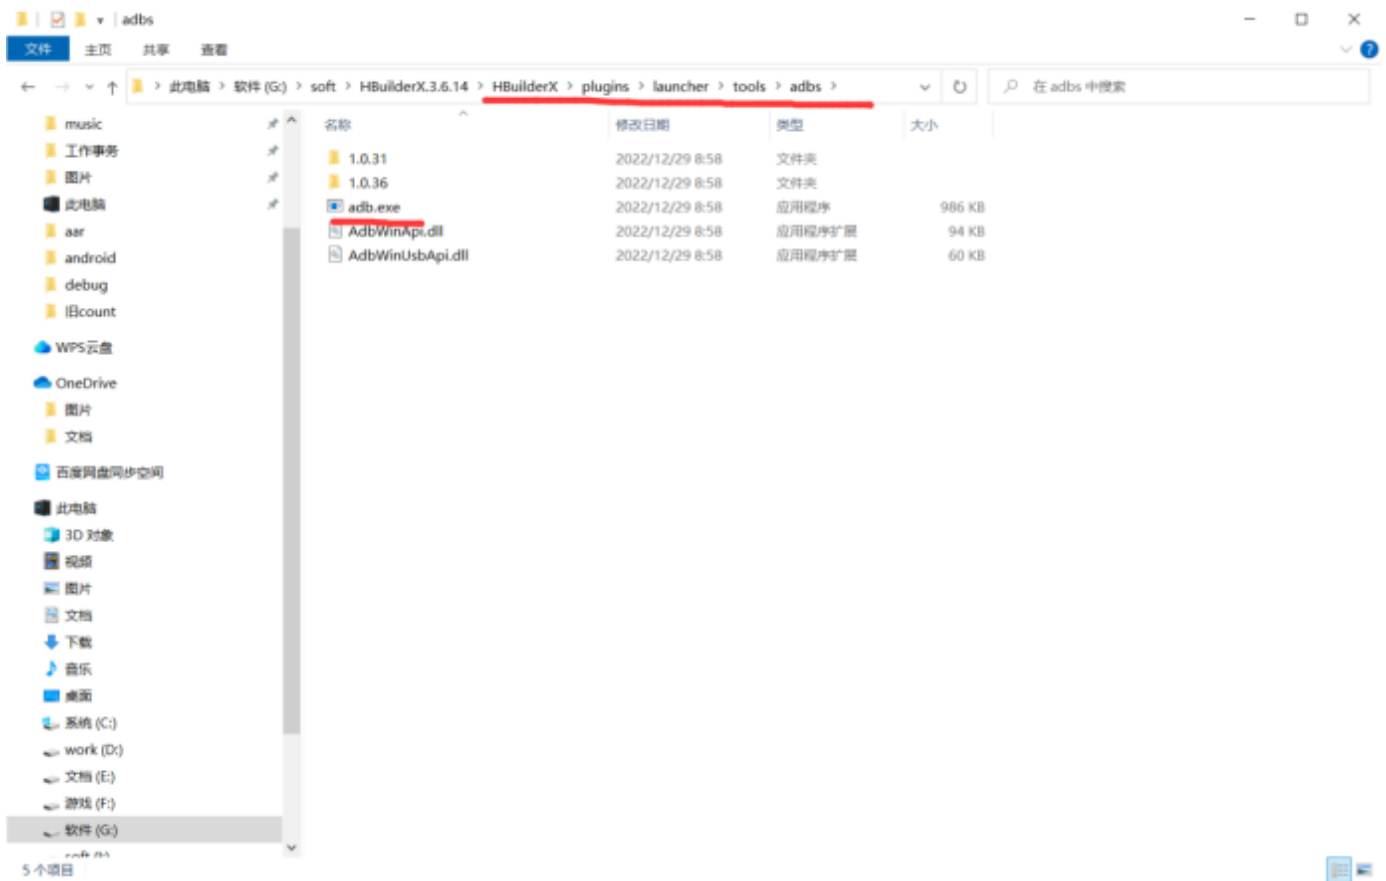 adbs
文件 主页 共享 查看
此电脑 > 软件 (G:) > soft > HBuilderX.3.6.14 > HBuilderX > plugins > launcher > tools > adbs >
在 adbs 中搜索
music
工作事务
图片
此电脑
aar
android
debug
旧count
WPS云盘
OneDrive
图片
文档
百度网盘同步空间
此电脑
3D 对象
视频
图片
文档
下载
音乐
桌面
系统 (C:)
work (D:)
文档 (E:)
游戏 (F:)
软件 (G:)
名称 修改日期 类型 大小
1.0.31 2022/12/29 8:58 文件夹
1.0.36 2022/12/29 8:58 文件夹
adb.exe 2022/12/29 8:58 应用程序 986 KB
AdbWinApi.dll 2022/12/29 8:58 应用程序扩展 94 KB
AdbWinUsbApi.dll 2022/12/29 8:58 应用程序扩展 60 KB
5 个项目